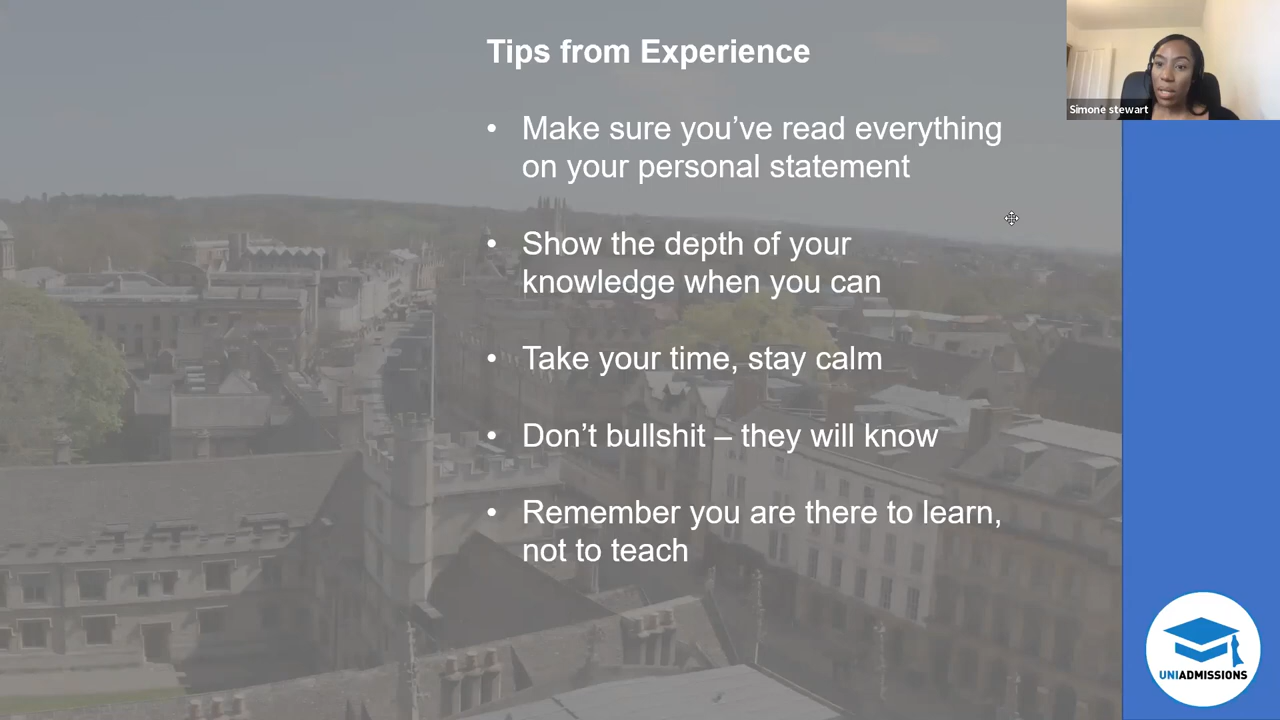 Tips from Experience
Simone stewart
• Make sure you’ve read everything
on your personal statement
• Show the depth of your
knowledge when you can
• Take your time, stay calm
• Don’t bullshit – they will know
• Remember you are there to learn,
not to teach
UNIADMISSIONS